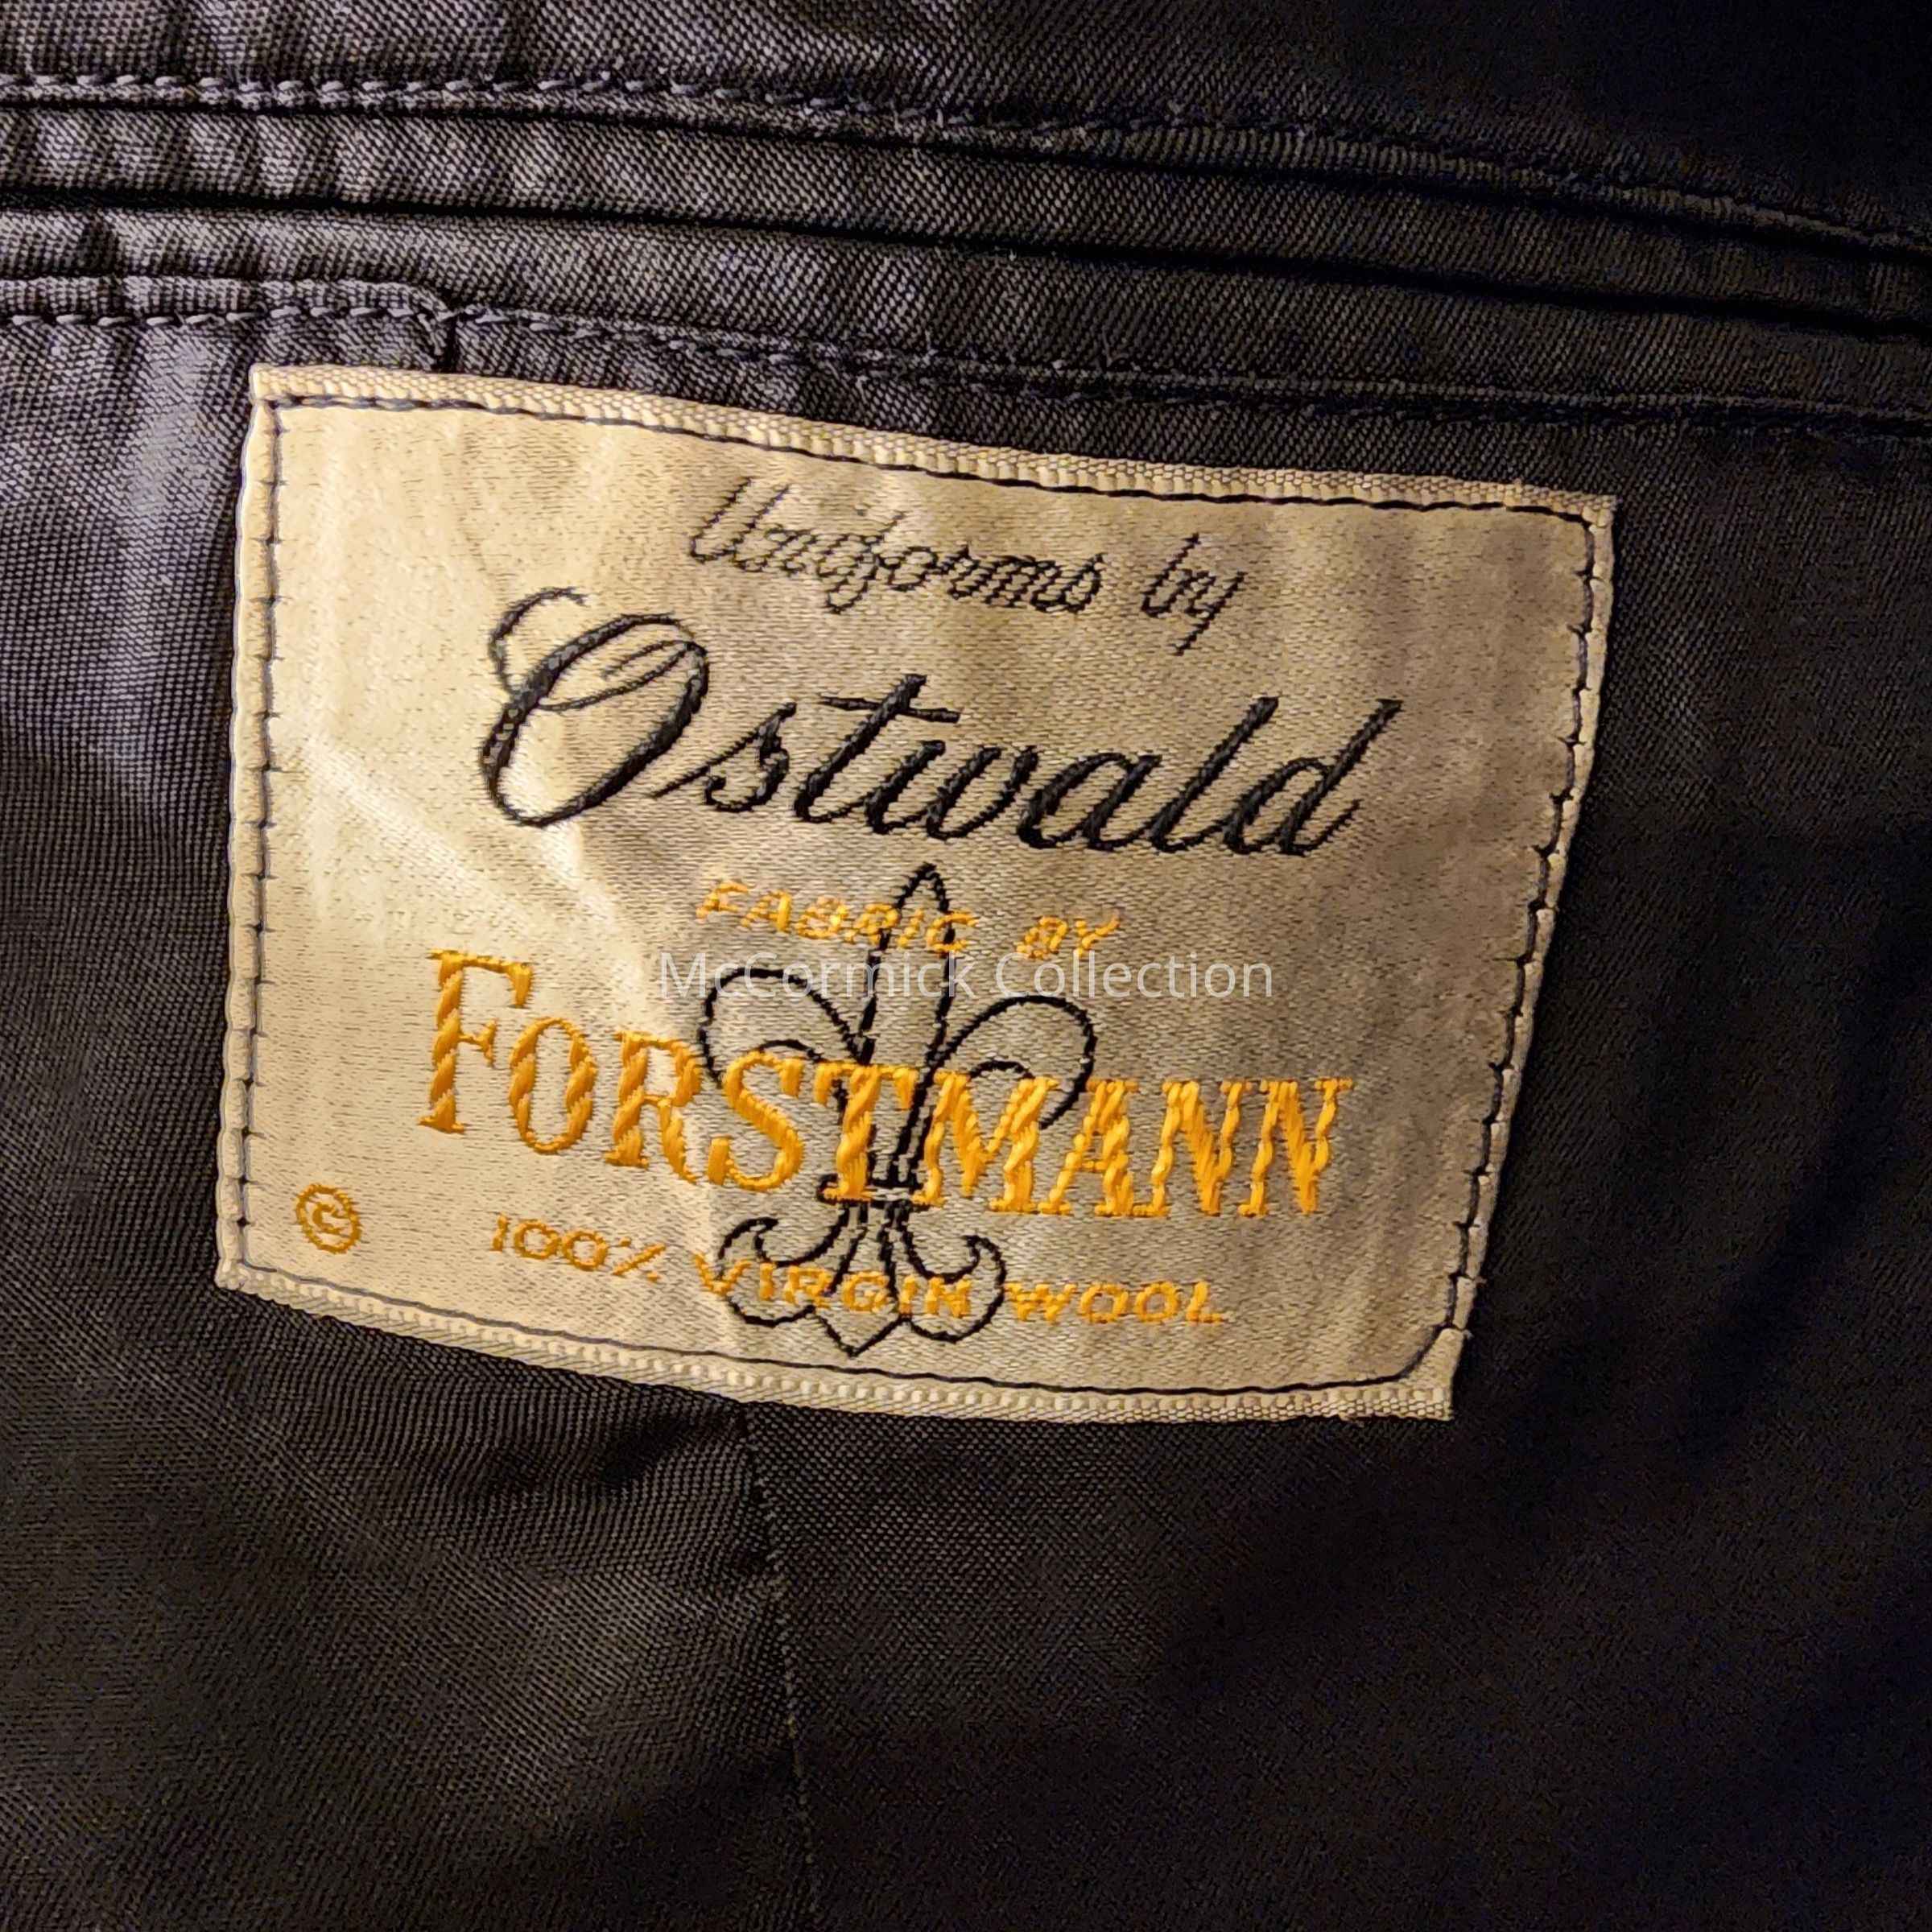 Uniforms by
Ostwald
FABRIC BY
McCormick Collection
FORSTMANN
© 100% VIRGIN WOOL